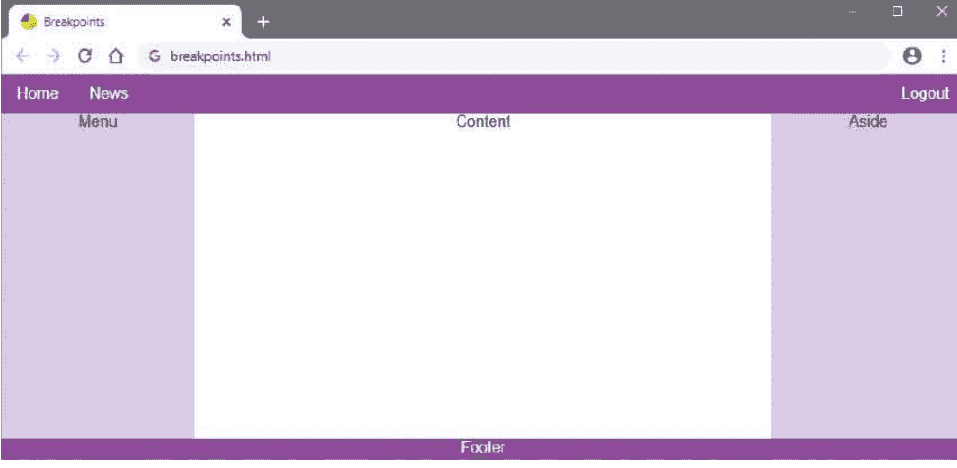 Breakpoints
breakpoints.html
Home News Logout
Menu Content Aside
Footer